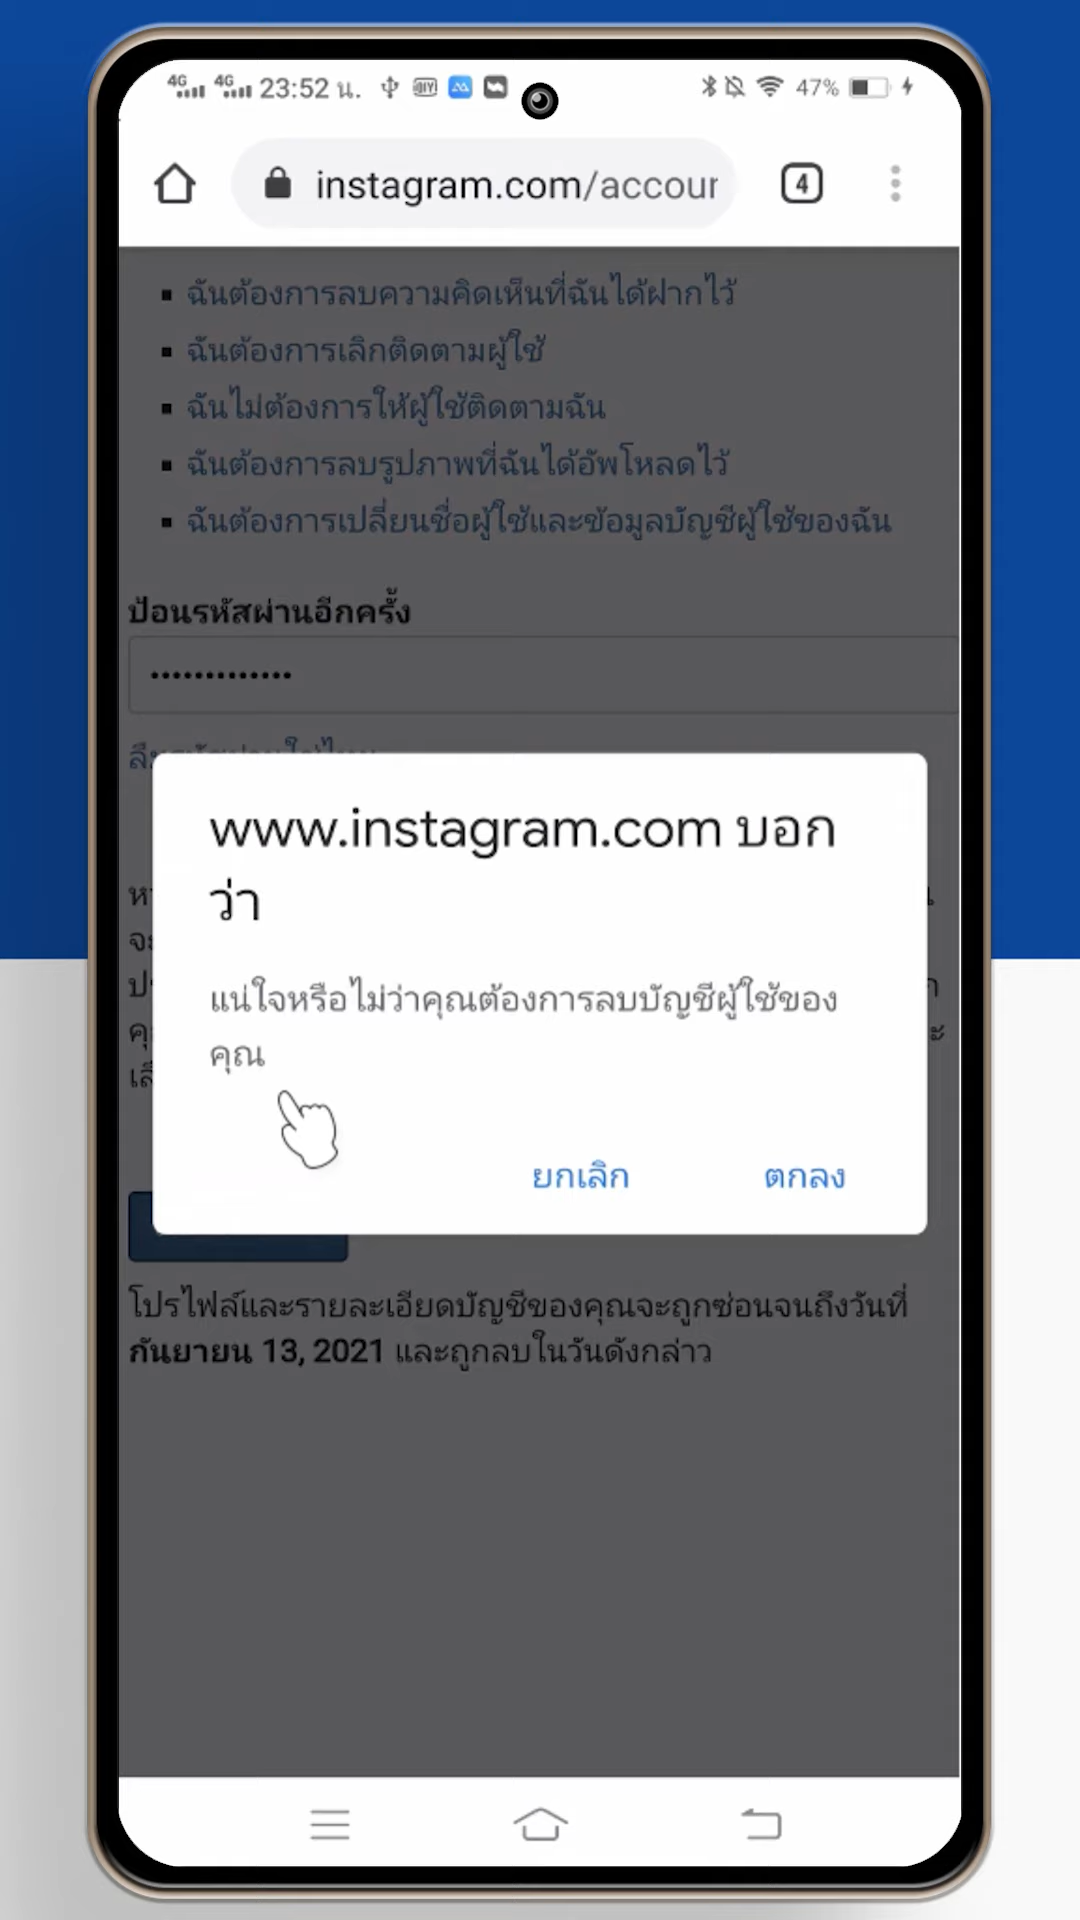 4G 4G 23:52 น. 47%
instagram.com/accour
4
▪ ฉันต้องการลบความคิดเห็นที่ฉันได้ฝากไว้
▪ ฉันต้องการเลิกติดตามผู้ใช้
▪ ฉันไม่ต้องการให้ผู้ใช้ติดตามฉัน
▪ ฉันต้องการลบรูปภาพที่ฉันได้อัพโหลดไว้
▪ ฉันต้องการเปลี่ยนชื่อผู้ใช้และข้อมูลบัญชีผู้ใช้ของฉัน
ป้อนรหัสผ่านอีกครั้ง
•••••••••••••
www.instagram.com บอก
ว่า
แน่ใจหรือไม่ว่าคุณต้องการลบบัญชีผู้ใช้ของ
คุณ
ยกเลิก ตกลง
โปรไฟล์และรายละเอียดบัญชีของคุณจะถูกซ่อนจนถึงวันที่
กันยายน 13, 2021 และถูกลบในวันดังกล่าว